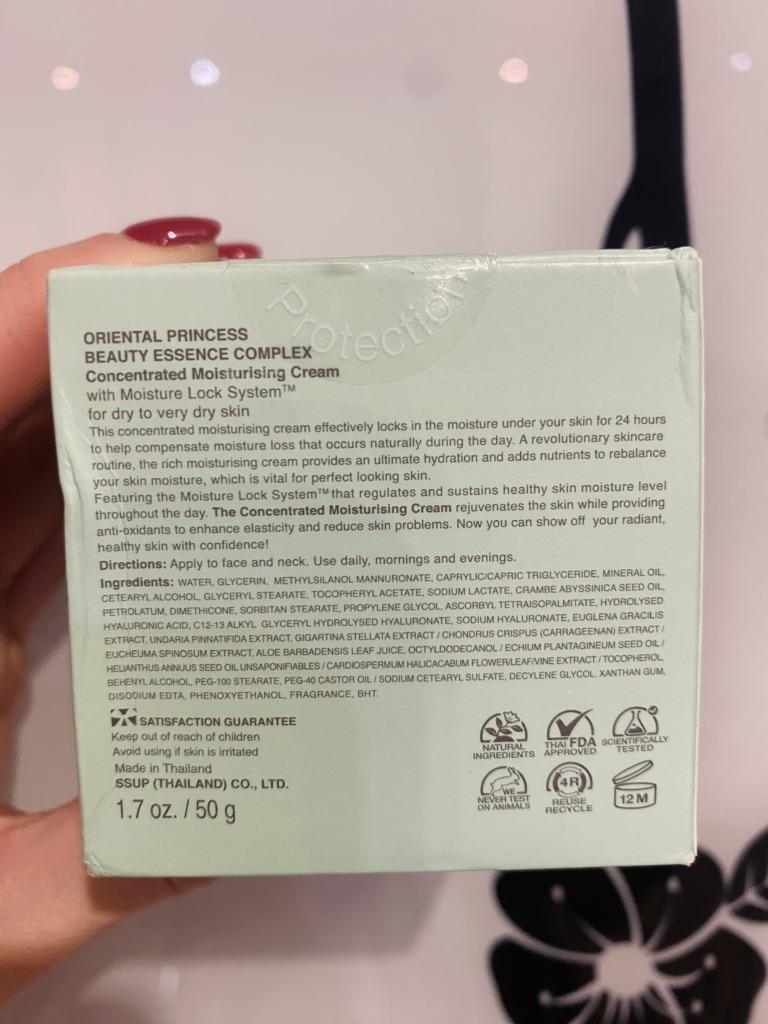 Protection
ORIENTAL PRINCESS
BEAUTY ESSENCE COMPLEX
Concentrated Moisturising Cream
with Moisture Lock System™
for dry to very dry skin
This concentrated moisturising cream effectively locks in the moisture under your skin for 24 hours
to help compensate moisture loss that occurs naturally during the day. A revolutionary skincare
routine, the rich moisturising cream provides an ultimate hydration and adds nutrients to rebalance
your skin moisture, which is vital for perfect looking skin.
Featuring the Moisture Lock System™ that regulates and sustains healthy skin moisture level
throughout the day. The Concentrated Moisturising Cream rejuvenates the skin while providing
anti-oxidants to enhance elasticity and reduce skin problems. Now you can show off your radiant,
healthy skin with confidence!
Directions: Apply to face and neck. Use daily, mornings and evenings.
Ingredients: WATER, GLYCERIN, METHYLSILANOL MANNURONATE, CAPRYLIC/CAPRIC TRIGLYCERIDE, MINERAL OIL,
CETEARYL ALCOHOL, GLYCERYL STEARATE, TOCOPHERYL ACETATE, SODIUM LACTATE, CRAMBE ABYSSINICA SEED OIL,
PETROLATUM, DIMETHICONE, SORBITAN STEARATE, PROPYLENE GLYCOL, ASCORBYL TETRAISOPALMITATE, HYDROLYSED
HYALURONIC ACID, C12-13 ALKYL GLYCERYL HYDROLYSED HYALURONATE, SODIUM HYALURONATE, EUGLENA GRACILIS
EXTRACT, UNDARIA PINNATIFIDA EXTRACT, GIGARTINA STELLATA EXTRACT / CHONDRUS CRISPUS (CARRAGEENAN) EXTRACT /
EUCHEUMA SPINOSUM EXTRACT, ALOE BARBADENSIS LEAF JUICE, OCTYLDODECANOL / ECHIUM PLANTAGINEUM SEED OIL /
HELIANTHUS ANNUUS SEED OIL UNSAPONIFIABLES / CARDIOSPERMUM HALICACABUM FLOWER/LEAF/VINE EXTRACT / TOCOPHEROL,
BEHENYL ALCOHOL, PEG-100 STEARATE, PEG-40 CASTOR OIL / SODIUM CETEARYL SULFATE, DECYLENE GLYCOL, XANTHAN GUM,
DISODIUM EDTA, PHENOXYETHANOL, FRAGRANCE, BHT.
SATISFACTION GUARANTEE
Keep out of reach of children
Avoid using if skin is irritated
Made in Thailand
SSUP (THAILAND) CO., LTD.
1.7 oz. / 50 g
NATURAL
INGREDIENTS
THAI FDA
APPROVED
SCIENTIFICALLY
TESTED
WE
NEVER TEST
ON ANIMALS
4R
REUSE
RECYCLE
12 M